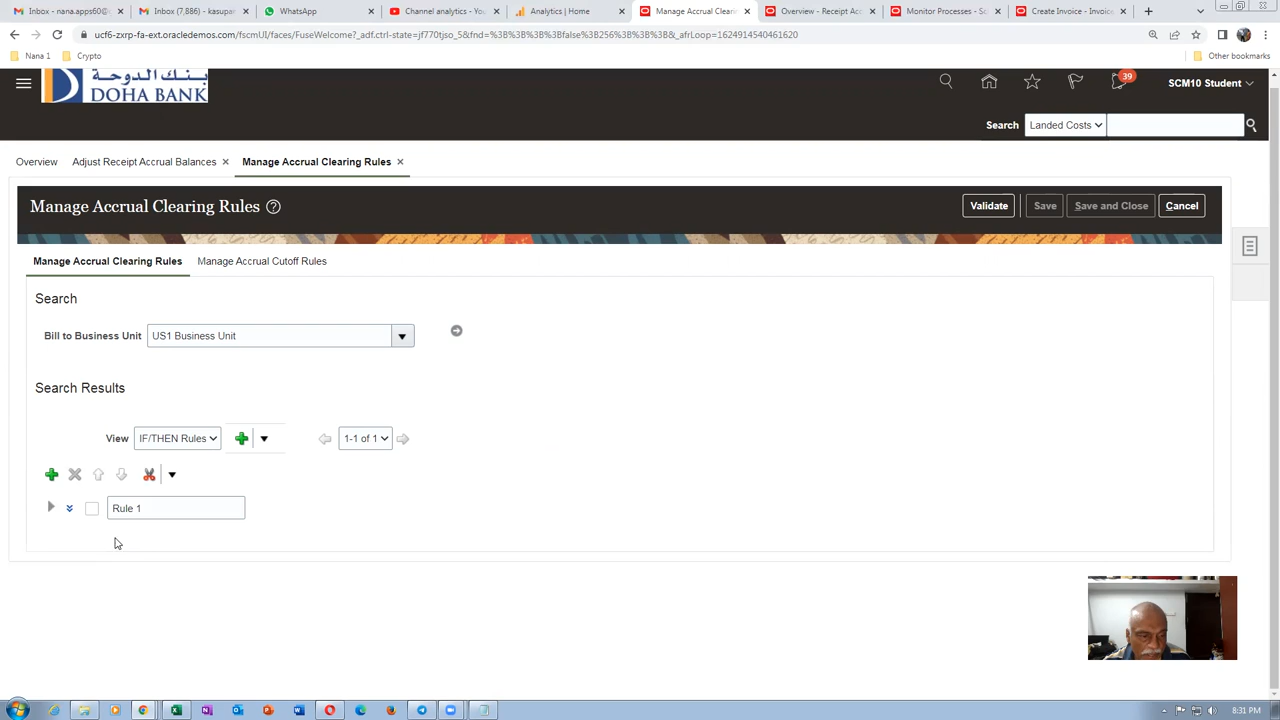 Inbox - nana.apps60@
Inbox (7,886) - kasupar
WhatsApp
Channel analytics - You
Analytics | Home
Manage Accrual Clearing
Overview - Receipt Acc
Monitor Processes - Sc
Create Invoice - Invoice
ucf6-zxrp-fa-ext.oracledemos.com/fscmUI/faces/FuseWelcome?_adf.ctrl-state=jf770tjso_5&fnd=%3B%3B%3B%3Bfalse%3B256%3B%3B%3B&_afrLoop=1624914540461620
Nana 1
Crypto
Other bookmarks
بنك الدوحة
DOHA BANK
39
SCM10 Student
Search
Landed Costs
Overview
Adjust Receipt Accrual Balances
Manage Accrual Clearing Rules
Manage Accrual Clearing Rules
Validate
Save
Save and Close
Cancel
Manage Accrual Clearing Rules
Manage Accrual Cutoff Rules
Search
Bill to Business Unit
US1 Business Unit
Search Results
View
IF/THEN Rules
1-1 of 1
Rule 1
8:31 PM